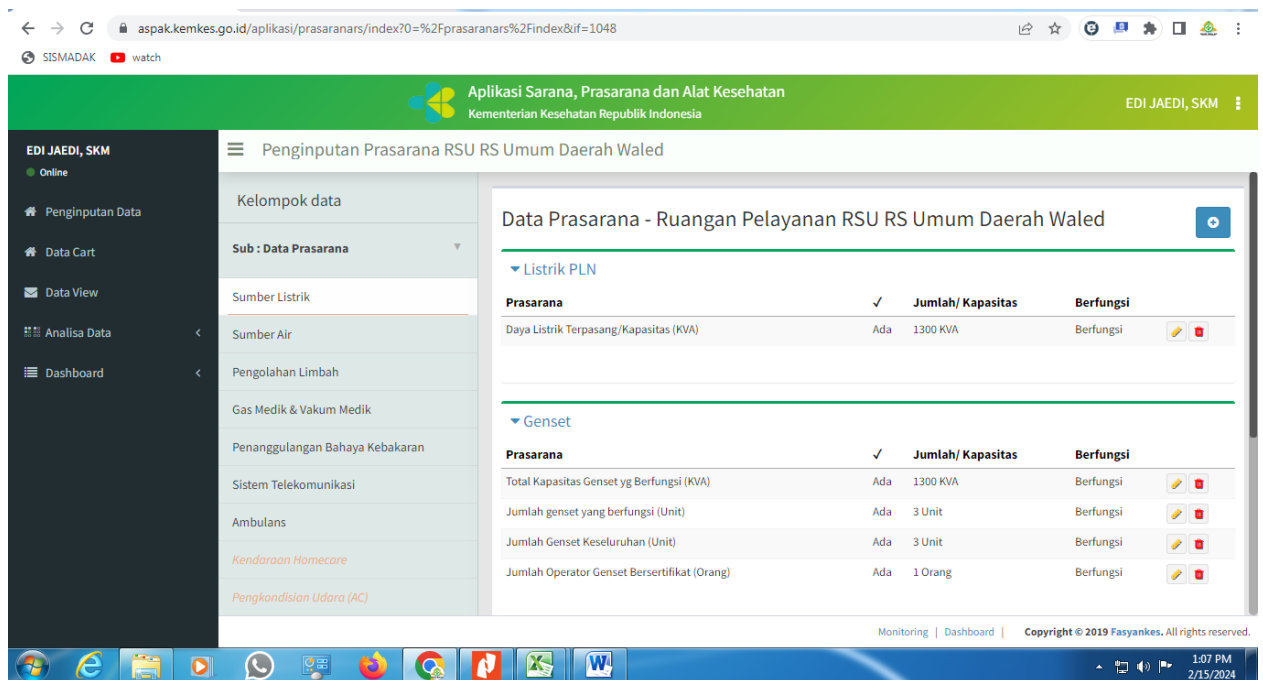 aspak.kemkes.go.id/aplikasi/prasaranars/index?0=%2Fprasaranars%2Findex&if=1048
SISMADAK watch
Aplikasi Sarana, Prasarana dan Alat Kesehatan
Kementerian Kesehatan Republik Indonesia
EDI JAEDI, SKM
EDI JAEDI, SKM
Online
Penginputan Data
Data Cart
Data View
Analisa Data
Dashboard
Penginputan Prasarana RSU RS Umum Daerah Waled
Kelompok data
Sub : Data Prasarana
Sumber Listrik
Sumber Air
Pengolahan Limbah
Gas Medik & Vakum Medik
Penanggulangan Bahaya Kebakaran
Sistem Telekomunikasi
Ambulans
Kendaraan Homecare
Pengkondisian Udara (AC)
Data Prasarana - Ruangan Pelayanan RSU RS Umum Daerah Waled
Listrik PLN
Prasarana ✓ Jumlah/ Kapasitas Berfungsi
Daya Listrik Terpasang/Kapasitas (KVA) Ada 1300 KVA Berfungsi
Genset
Prasarana ✓ Jumlah/ Kapasitas Berfungsi
Total Kapasitas Genset yg Berfungsi (KVA) Ada 1300 KVA Berfungsi
Jumlah genset yang berfungsi (Unit) Ada 3 Unit Berfungsi
Jumlah Genset Keseluruhan (Unit) Ada 3 Unit Berfungsi
Jumlah Operator Genset Bersertifikat (Orang) Ada 1 Orang Berfungsi
Monitoring | Dashboard | Copyright © 2019 Fasyankes. All rights reserved.
1:07 PM
2/15/2024